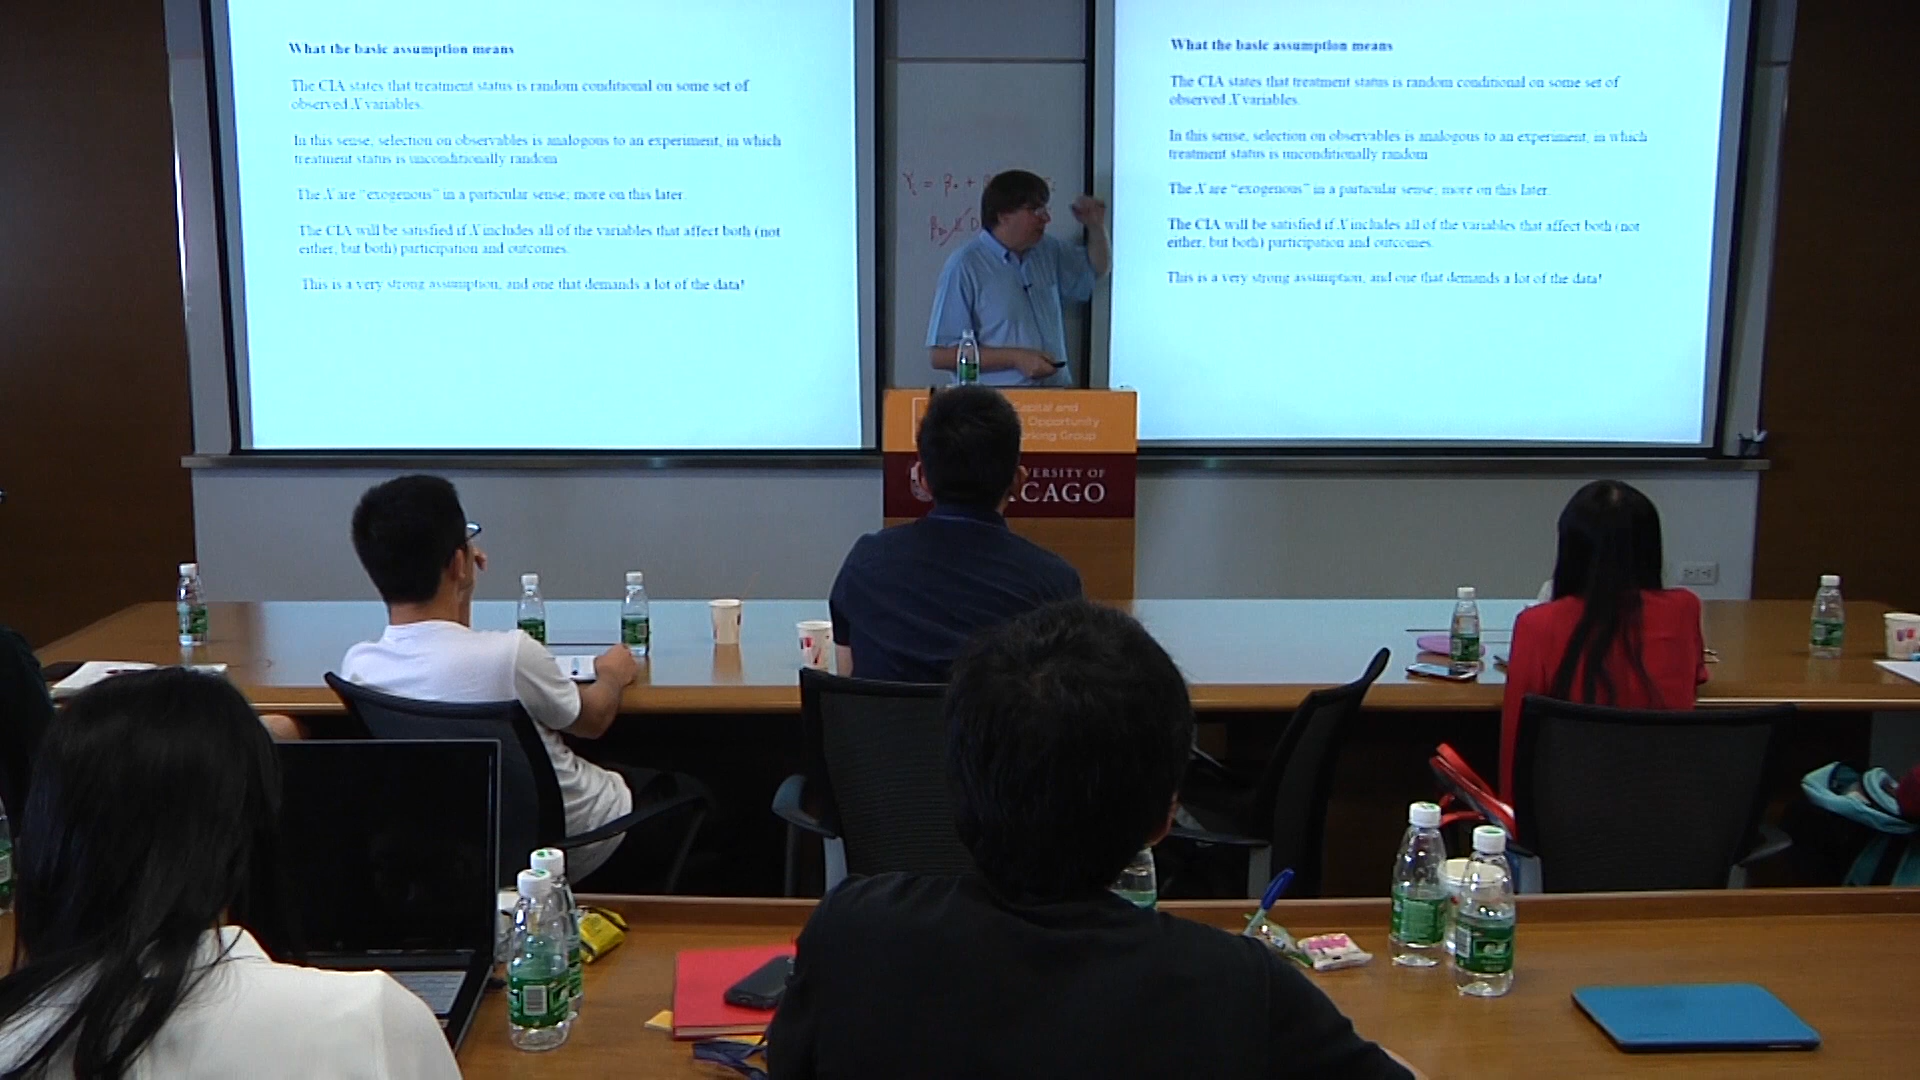 What the basic assumption means
The CIA states that treatment status is random conditional on some set of
observed X variables.
In this sense, selection on observables is analogous to an experiment, in which
treatment status is unconditionally random
The X are “exogenous” in a particular sense; more on this later.
The CIA will be satisfied if X includes all of the variables that affect both (not
either, but both) participation and outcomes.
This is a very strong assumption, and one that demands a lot of the data!
Y_i = β_0 +
D
What the basic assumption means
The CIA states that treatment status is random conditional on some set of
observed X variables.
In this sense, selection on observables is analogous to an experiment, in which
treatment status is unconditionally random
The X are “exogenous” in a particular sense; more on this later.
The CIA will be satisfied if X includes all of the variables that affect both (not
either, but both) participation and outcomes.
This is a very strong assumption, and one that demands a lot of the data!
Capital and
Opportunity
Group
VERSITY OF
CAGO